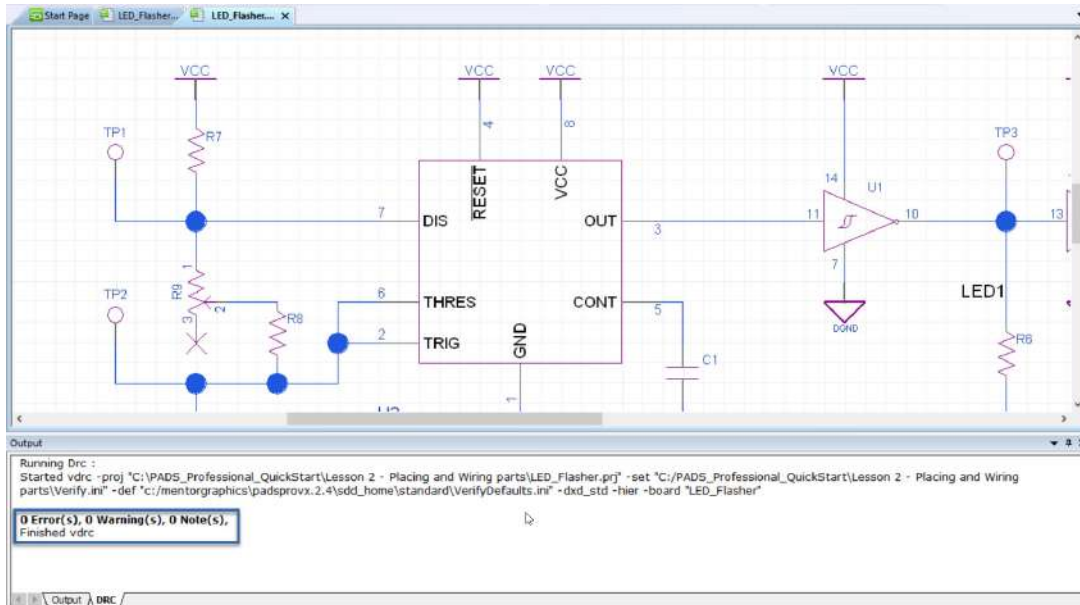 Start Page LED_Flasher... LED_Flasher....
VCC VCC VCC VCC
TP1 R7 4 8 TP3
RESET VCC 14 U1
7 DIS OUT 3 11 10 13
1
TP2 R9 2 3 R8 6 THRES CONT 5 7 LED1
DGND
2 TRIG GND C1 R6
1
Output
Running Drc :
Started vdrc -proj "C:\PADS_Professional_QuickStart\Lesson 2 - Placing and Wiring parts\LED_Flasher.prj" -set "C:/PADS_Professional_QuickStart/Lesson 2 - Placing and Wiring
parts\Verify.ini" -def "c:/mentorgraphics\padsprovx.2.4\sdd_home\standard\VerifyDefaults.ini" -dxd_std -hier -board "LED_Flasher"
0 Error(s), 0 Warning(s), 0 Note(s),
Finished vdrc
Output DRC